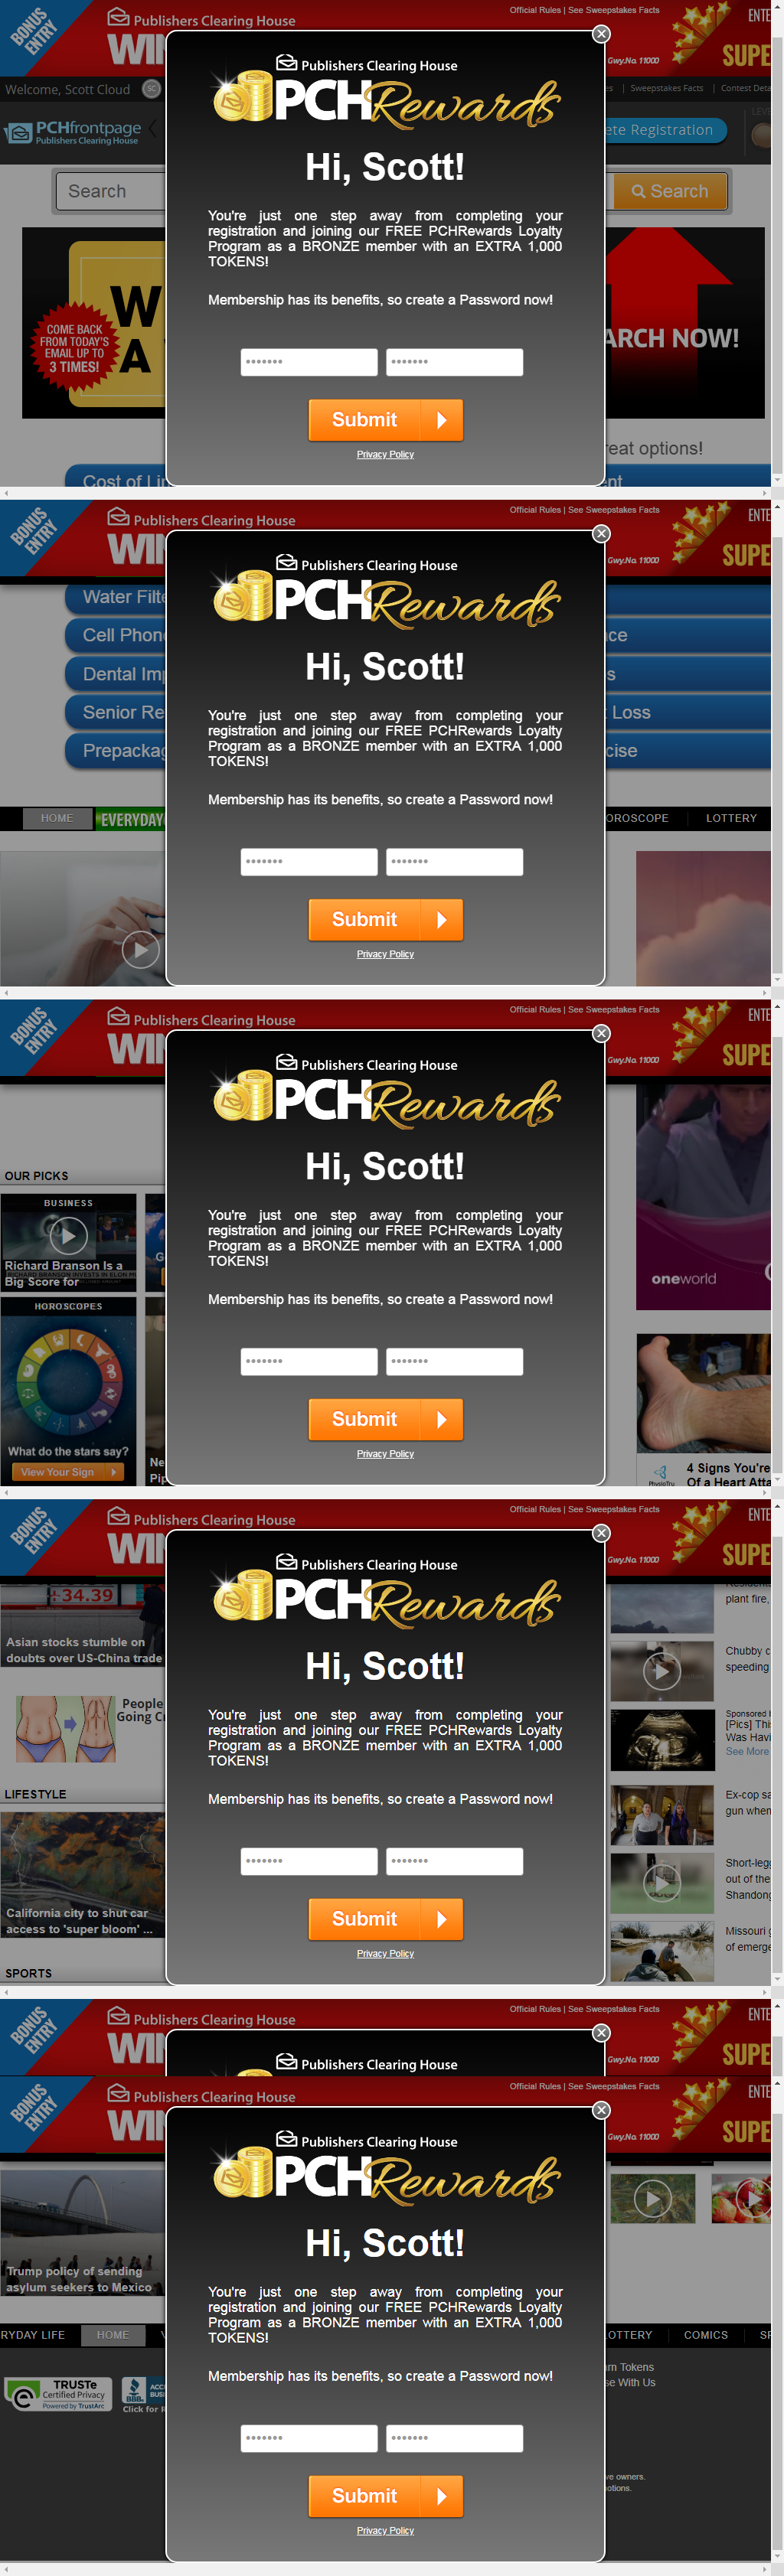 BONUS ENTRY
Publishers Clearing House
WIN
Official Rules | See Sweepstakes Facts
Gwy.No. 11000
SUPE
Welcome, Scott Cloud
SC
Sweepstakes Facts | Contest Deta
PCHfrontpage
Publishers Clearing House
ete Registration
LEVE
Search
Search
Publishers Clearing House
PCHRewards
Hi, Scott!
You're just one step away from completing your
registration and joining our FREE PCHRewards Loyalty
Program as a BRONZE member with an EXTRA 1,000
TOKENS!
Membership has its benefits, so create a Password now!
Submit
Privacy Policy
COME BACK
FROM TODAY'S
EMAIL UP TO
3 TIMES!
W
A
ARCH NOW!
reat options!
Cost of Li
ent
BONUS ENTRY
Publishers Clearing House
WIN
Official Rules | See Sweepstakes Facts
Gwy.No. 11000
ENTE
SUPE
Water Filte
Cell Phon
nce
Dental Imp
s
Senior Re
Loss
Prepackag
cise
HOME
EVERYDAY
OROSCOPE
LOTTERY
Publishers Clearing House
PCHRewards
Hi, Scott!
You're just one step away from completing your
registration and joining our FREE PCHRewards Loyalty
Program as a BRONZE member with an EXTRA 1,000
TOKENS!
Membership has its benefits, so create a Password now!
Submit
Privacy Policy
BONUS ENTRY
Publishers Clearing House
WIN
Official Rules | See Sweepstakes Facts
Gwy.No. 11000
ENTE
SUPE
Publishers Clearing House
PCHRewards
Hi, Scott!
You're just one step away from completing your
registration and joining our FREE PCHRewards Loyalty
Program as a BRONZE member with an EXTRA 1,000
TOKENS!
Membership has its benefits, so create a Password now!
Submit
Privacy Policy
OUR PICKS
BUSINESS
Richard Branson Is a
Big Score for
HOROSCOPES
What do the stars say?
View Your Sign
Ne
Pip
oneworld
PhysioTru
4 Signs You're
Of a Heart Atta
BONUS ENTRY
Publishers Clearing House
WIN
Official Rules | See Sweepstakes Facts
Gwy.No. 11000
ENTE
SUPE
Publishers Clearing House
PCHRewards
Hi, Scott!
You're just one step away from completing your
registration and joining our FREE PCHRewards Loyalty
Program as a BRONZE member with an EXTRA 1,000
TOKENS!
Membership has its benefits, so create a Password now!
Submit
Privacy Policy
34.39
Asian stocks stumble on
doubts over US-China trade
People
Going C
LIFESTYLE
California city to shut car
access to 'super bloom' ...
SPORTS
plant fire,
Chubby c
speeding
Sponsored
[Pics] Thi
Was Havi
See More
Ex-cop sa
gun when
Short-legg
out of the
Shandong
Missouri g
of emerge
BONUS ENTRY
Publishers Clearing House
WIN
Official Rules | See Sweepstakes Facts
Gwy.No. 11000
ENTE
SUPE
Publishers Clearing House
BONUS ENTRY
Publishers Clearing House
WIN
Official Rules | See Sweepstakes Facts
Gwy.No. 11000
ENTE
SUPE
Publishers Clearing House
PCHRewards
Hi, Scott!
You're just one step away from completing your
registration and joining our FREE PCHRewards Loyalty
Program as a BRONZE member with an EXTRA 1,000
TOKENS!
Membership has its benefits, so create a Password now!
Submit
Privacy Policy
Trump policy of sending
asylum seekers to Mexico
RYDAY LIFE
HOME
OTTERY
COMICS
SP
TRUSTe
Certified Privacy
Powered by TrustArc
BBB
ACC
BUSI
Click for R
rn Tokens
se With Us
ve owners.
otions.